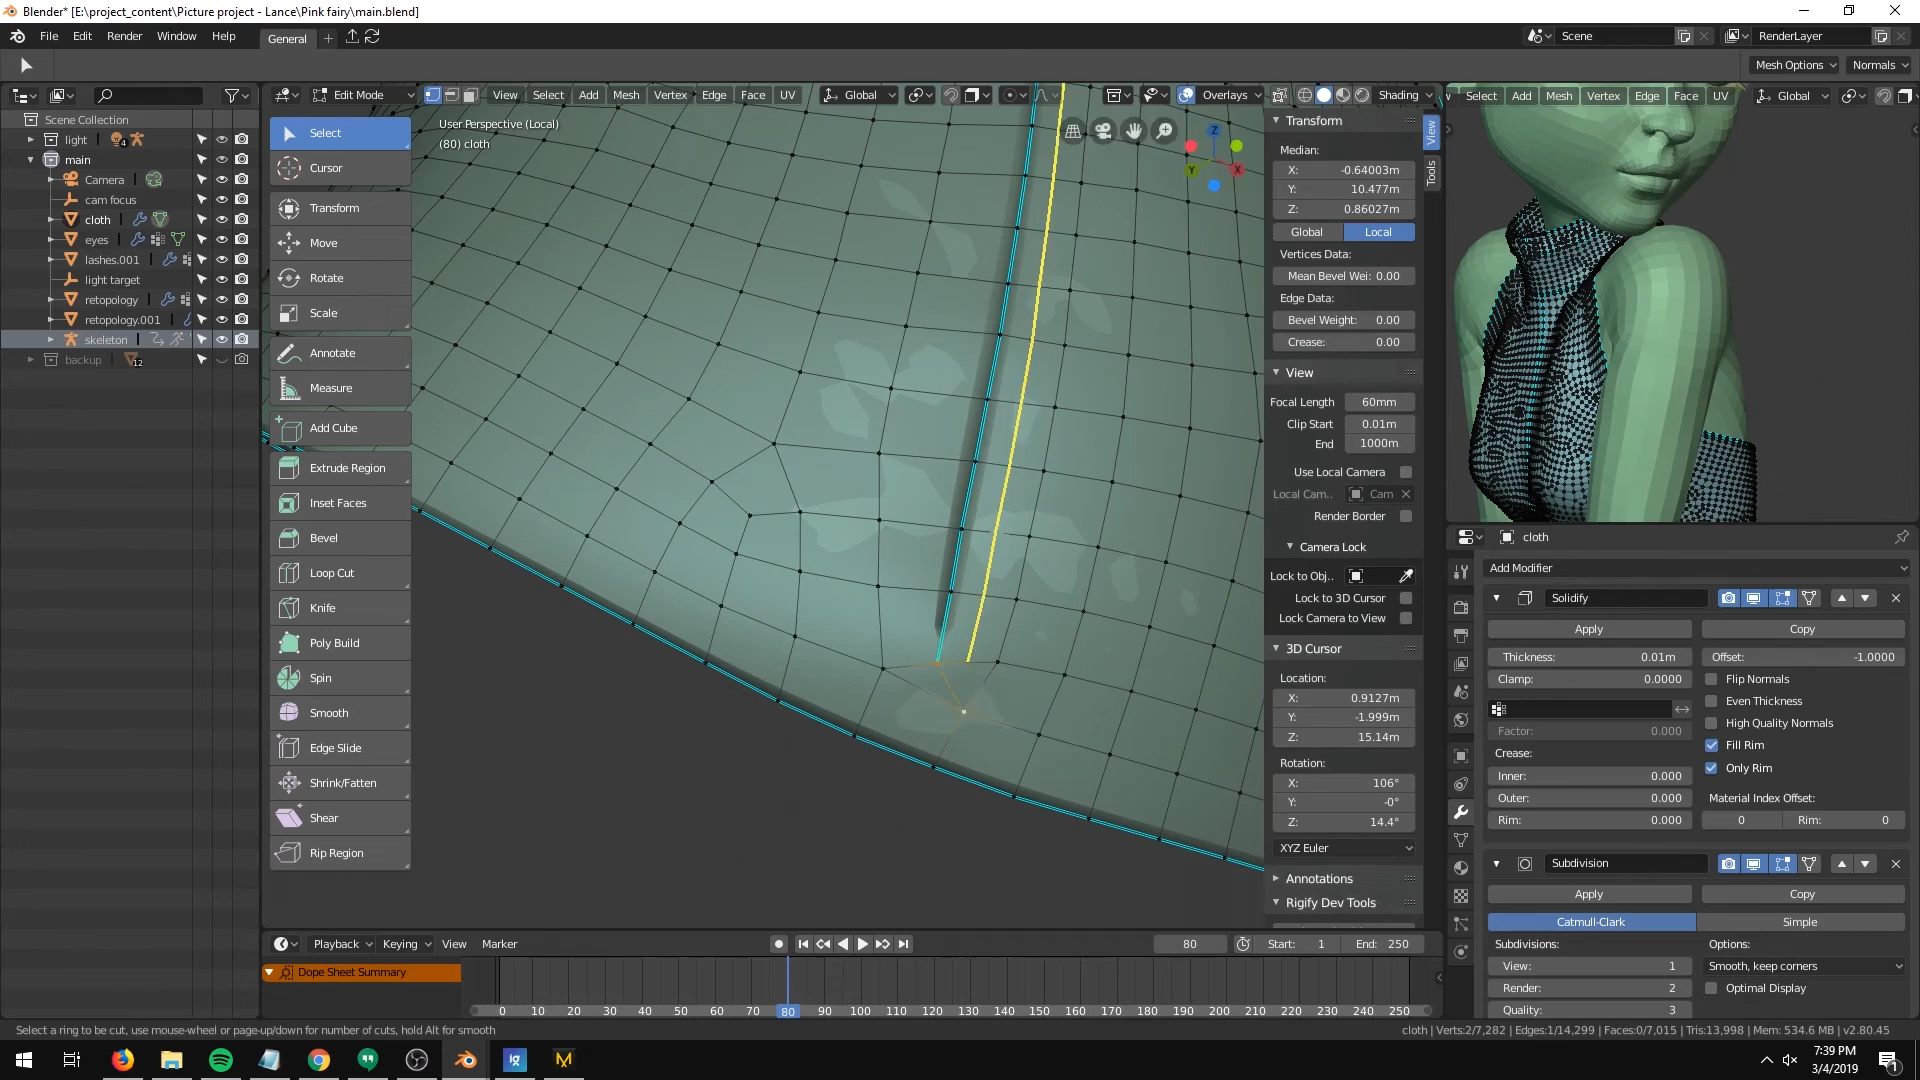 Blender* [E:\project_content\Picture project - Lance\Pink fairy\main.blend]
File Edit Render Window Help General Scene RenderLayer
Mesh Options Normals
Edit Mode View Select Add Mesh Vertex Edge Face UV Global Overlays Shading
Select Add Mesh Vertex Edge Face UV Global
Scene Collection
light 4
main
Camera
cam focus
cloth
eyes
lashes.001
light target
retopology
retopology.001
skeleton
backup 12
Select
Cursor
Transform
Move
Rotate
Scale
Annotate
Measure
Add Cube
Extrude Region
Inset Faces
Bevel
Loop Cut
Knife
Poly Build
Spin
Smooth
Edge Slide
Shrink/Fatten
Shear
Rip Region
User Perspective (Local)
(80) cloth
Z
Y X
Transform
Median:
X: -0.64003m
Y: 10.477m
Z: 0.86027m
Global Local
Vertices Data:
Mean Bevel Wei: 0.00
Edge Data:
Bevel Weight: 0.00
Crease: 0.00
View
Focal Length 60mm
Clip Start 0.01m
End 1000m
Use Local Camera
Local Cam.. Cam
Render Border
Camera Lock
Lock to Obj..
Lock to 3D Cursor
Lock Camera to View
3D Cursor
Location:
X: 0.9127m
Y: -1.999m
Z: 15.14m
Rotation:
X: 106°
Y: -0°
Z: 14.4°
XYZ Euler
Annotations
Rigify Dev Tools
View
Tools
cloth
Add Modifier
Solidify
Apply Copy
Thickness: 0.01m Offset: -1.0000
Clamp: 0.0000 Flip Normals
Even Thickness
High Quality Normals
Factor: 0.000 Fill Rim
Crease: Only Rim
Inner: 0.000
Outer: 0.000 Material Index Offset:
Rim: 0.000 0 Rim: 0
Subdivision
Apply Copy
Catmull-Clark Simple
Subdivisions: Options:
View: 1 Smooth, keep corners
Render: 2 Optimal Display
Quality: 3
Playback Keying View Marker 80 Start: 1 End: 250
Dope Sheet Summary
0 10 20 30 40 50 60 70 80 90 100 110 120 130 140 150 160 170 180 190 200 210 220 230 240 250
Select a ring to be cut, use mouse-wheel or page-up/down for number of cuts, hold Alt for smooth
cloth | Verts:2/7,282 | Edges:1/14,299 | Faces:0/7,015 | Tris:13,998 | Mem: 534.6 MB | v2.80.45
ig
7:39 PM
3/4/2019
1